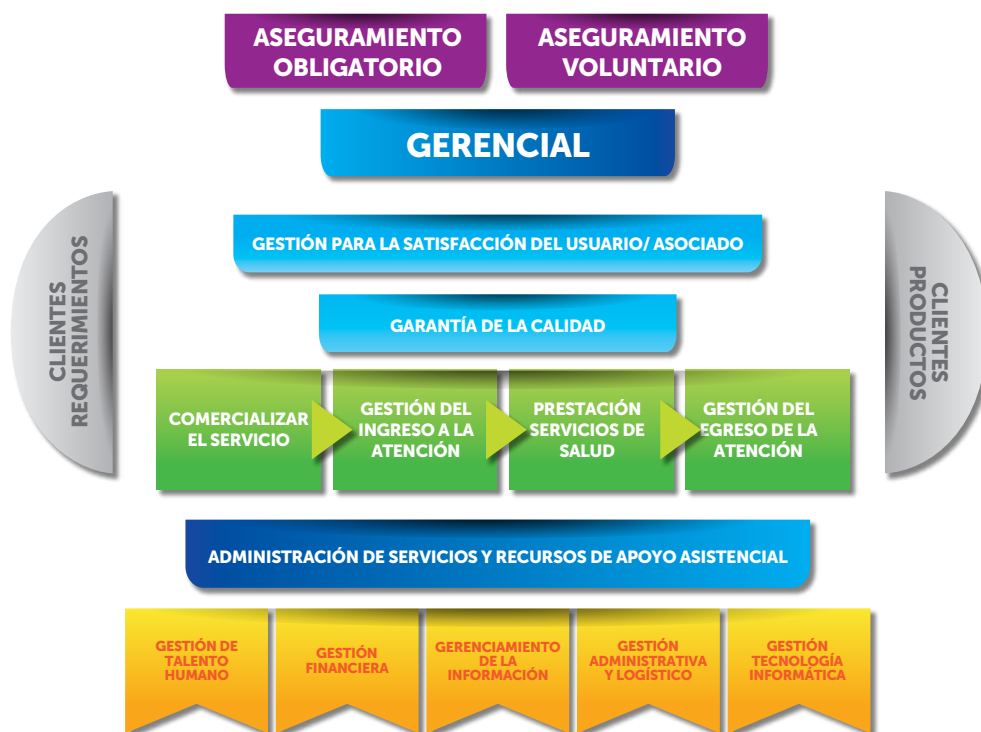 ASEGURAMIENTO
OBLIGATORIO
ASEGURAMIENTO
VOLUNTARIO
GERENCIAL
GESTIÓN PARA LA SATISFACCIÓN DEL USUARIO/ ASOCIADO
GARANTÍA DE LA CALIDAD
CLIENTES
REQUERIMIENTOS
CLIENTES
PRODUCTOS
COMERCIALIZAR
EL SERVICIO
GESTIÓN DEL
INGRESO A LA
ATENCIÓN
PRESTACIÓN
SERVICIOS DE
SALUD
GESTIÓN DEL
EGRESO DE LA
ATENCIÓN
ADMINISTRACIÓN DE SERVICIOS Y RECURSOS DE APOYO ASISTENCIAL
GESTIÓN DE
TALENTO
HUMANO
GESTIÓN
FINANCIERA
GERENCIAMIENTO
DE LA
INFORMACIÓN
GESTIÓN
ADMINISTRATIVA
Y LOGÍSTICO
GESTIÓN
TECNOLOGÍA
INFORMÁTICA